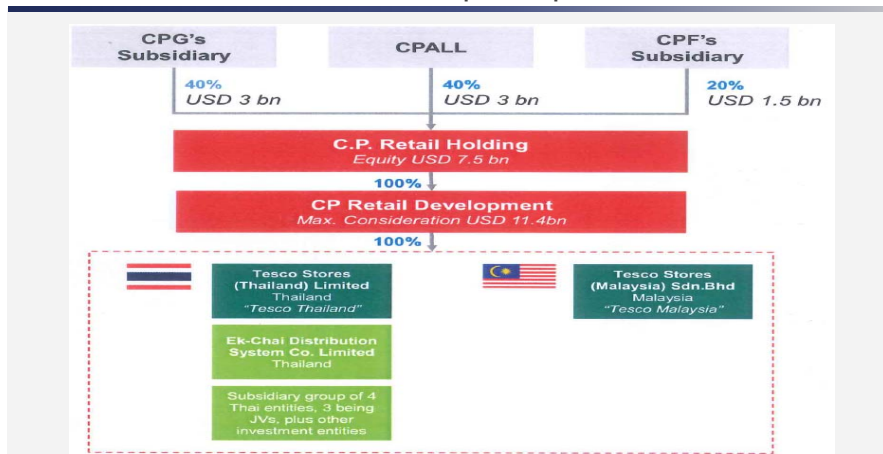 CPG's
Subsidiary
CPALL
CPF's
Subsidiary
40%
USD 3 bn
40%
USD 3 bn
20%
USD 1.5 bn
C.P. Retail Holding
Equity USD 7.5 bn
100%
CP Retail Development
Max. Consideration USD 11.4bn
100%
Tesco Stores
(Thailand) Limited
Thailand
"Tesco Thailand"
Tesco Stores
(Malaysia) Sdn.Bhd
Malaysia
"Tesco Malaysia"
Ek-Chai Distribution
System Co. Limited
Thailand
Subsidiary group of 4
Thai entities, 3 being
JVs, plus other
investment entities